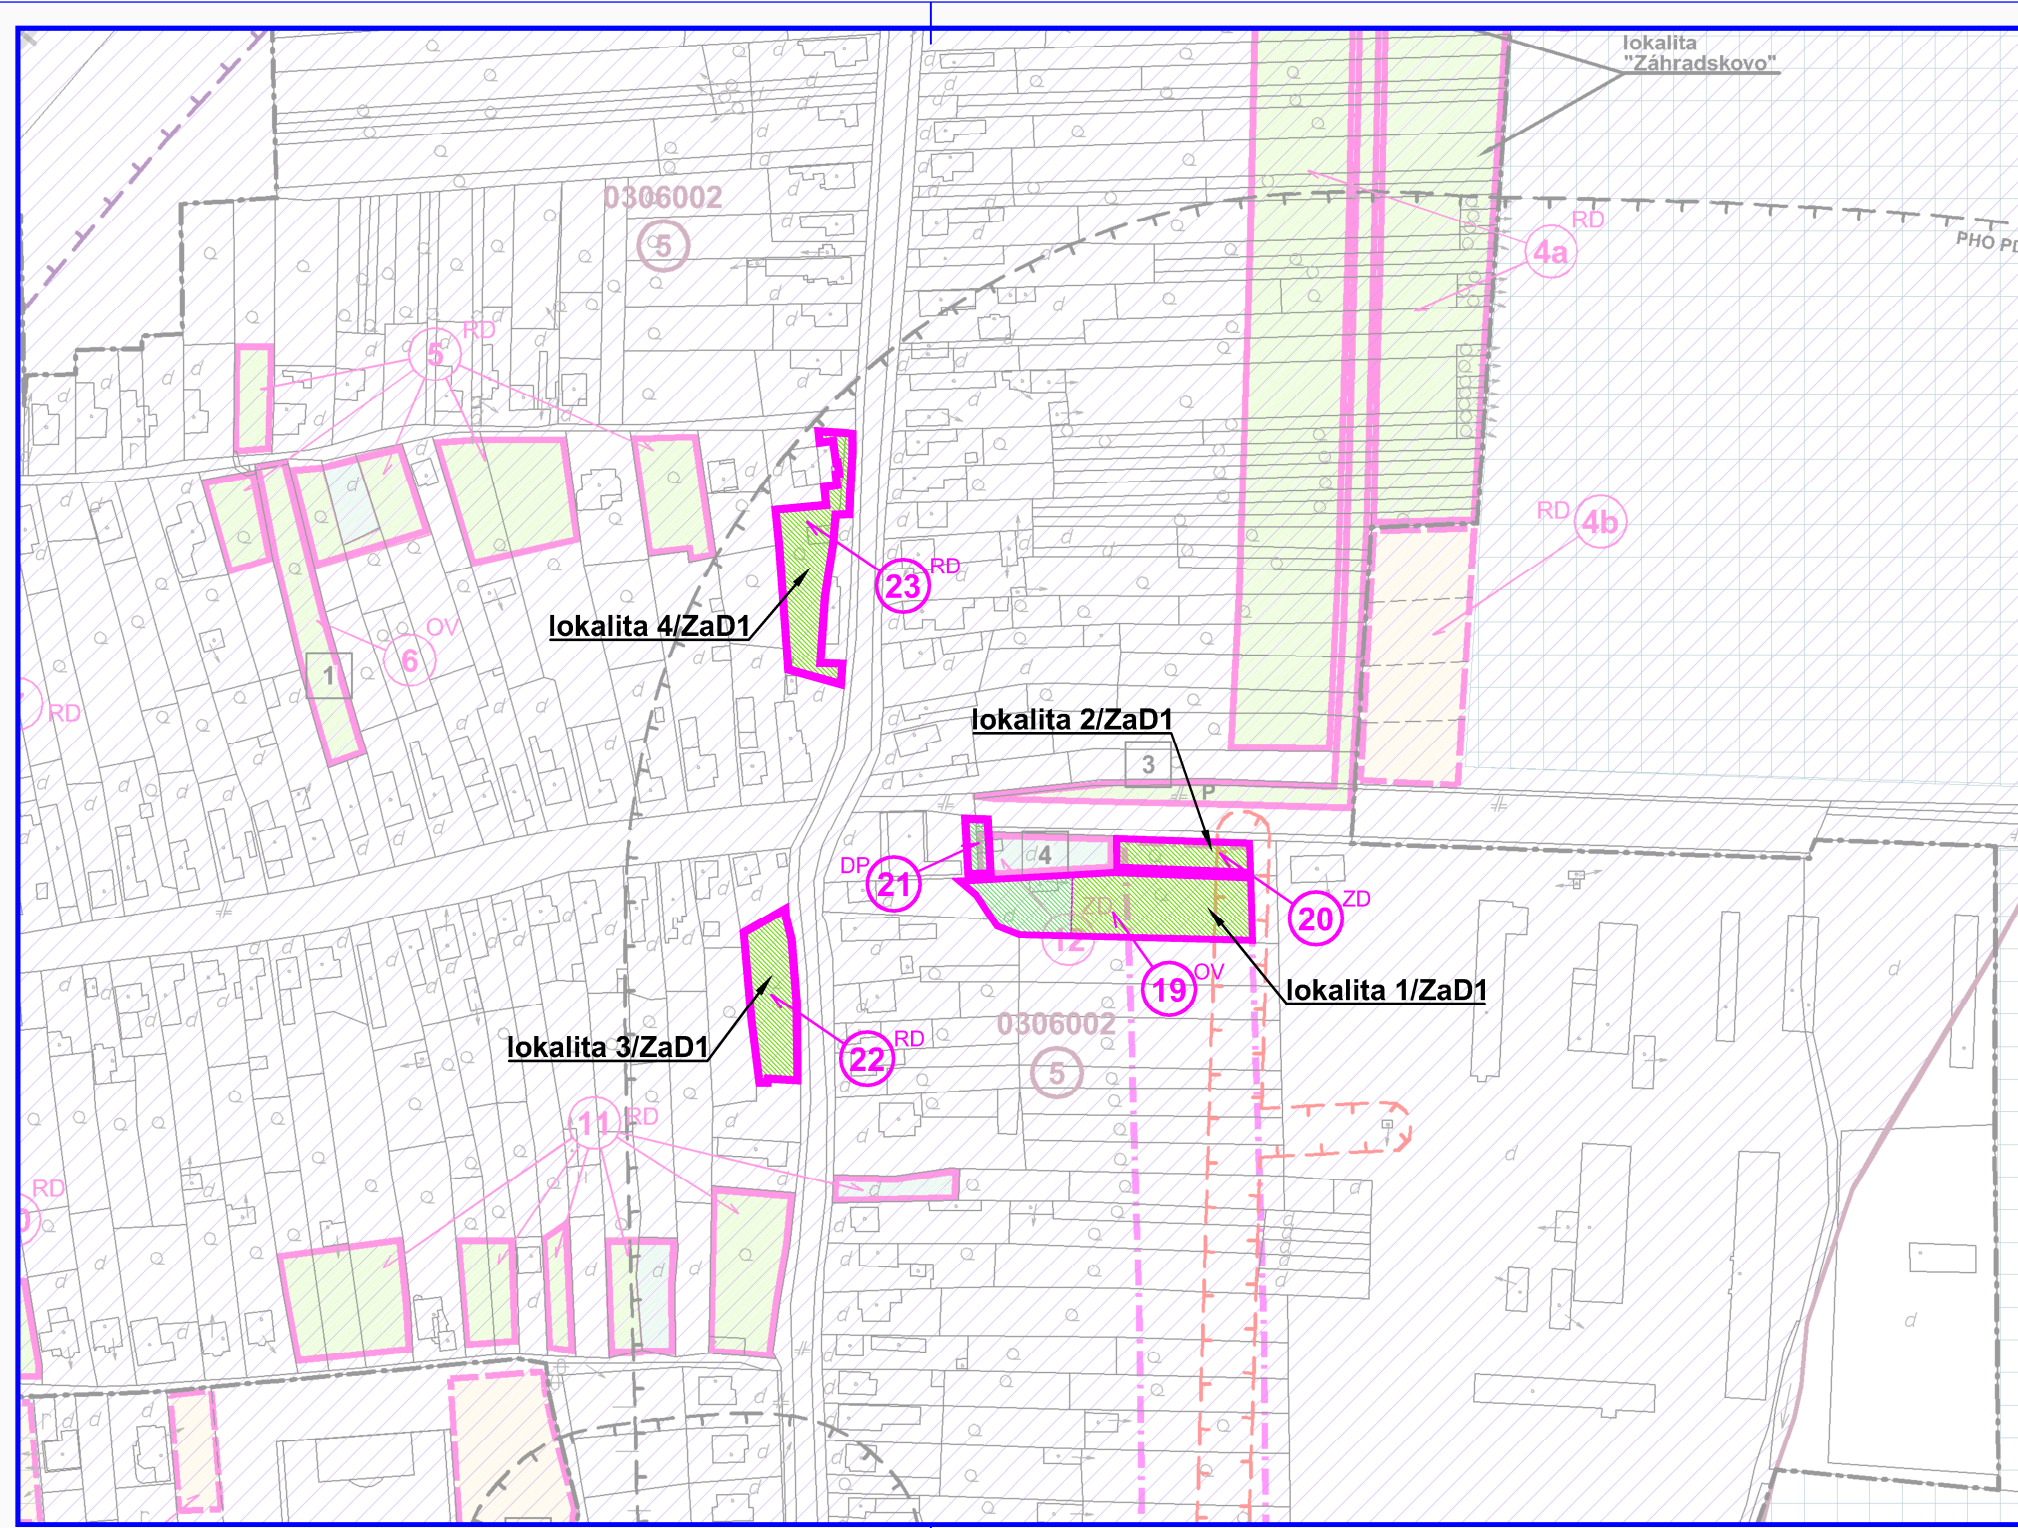 lokalita
"Záhradskovo"
0306002
5
RD
4a
PHO
RD
5
RD
4b
23
RD
lokalita 4/ZaD1
OV
6
1
RD
lokalita 2/ZaD1
3
P
4
DP
21
ZD
20
ZD
12
OV
19
lokalita 1/ZaD1
0306002
5
lokalita 3/ZaD1
22
RD
11
RD
RD